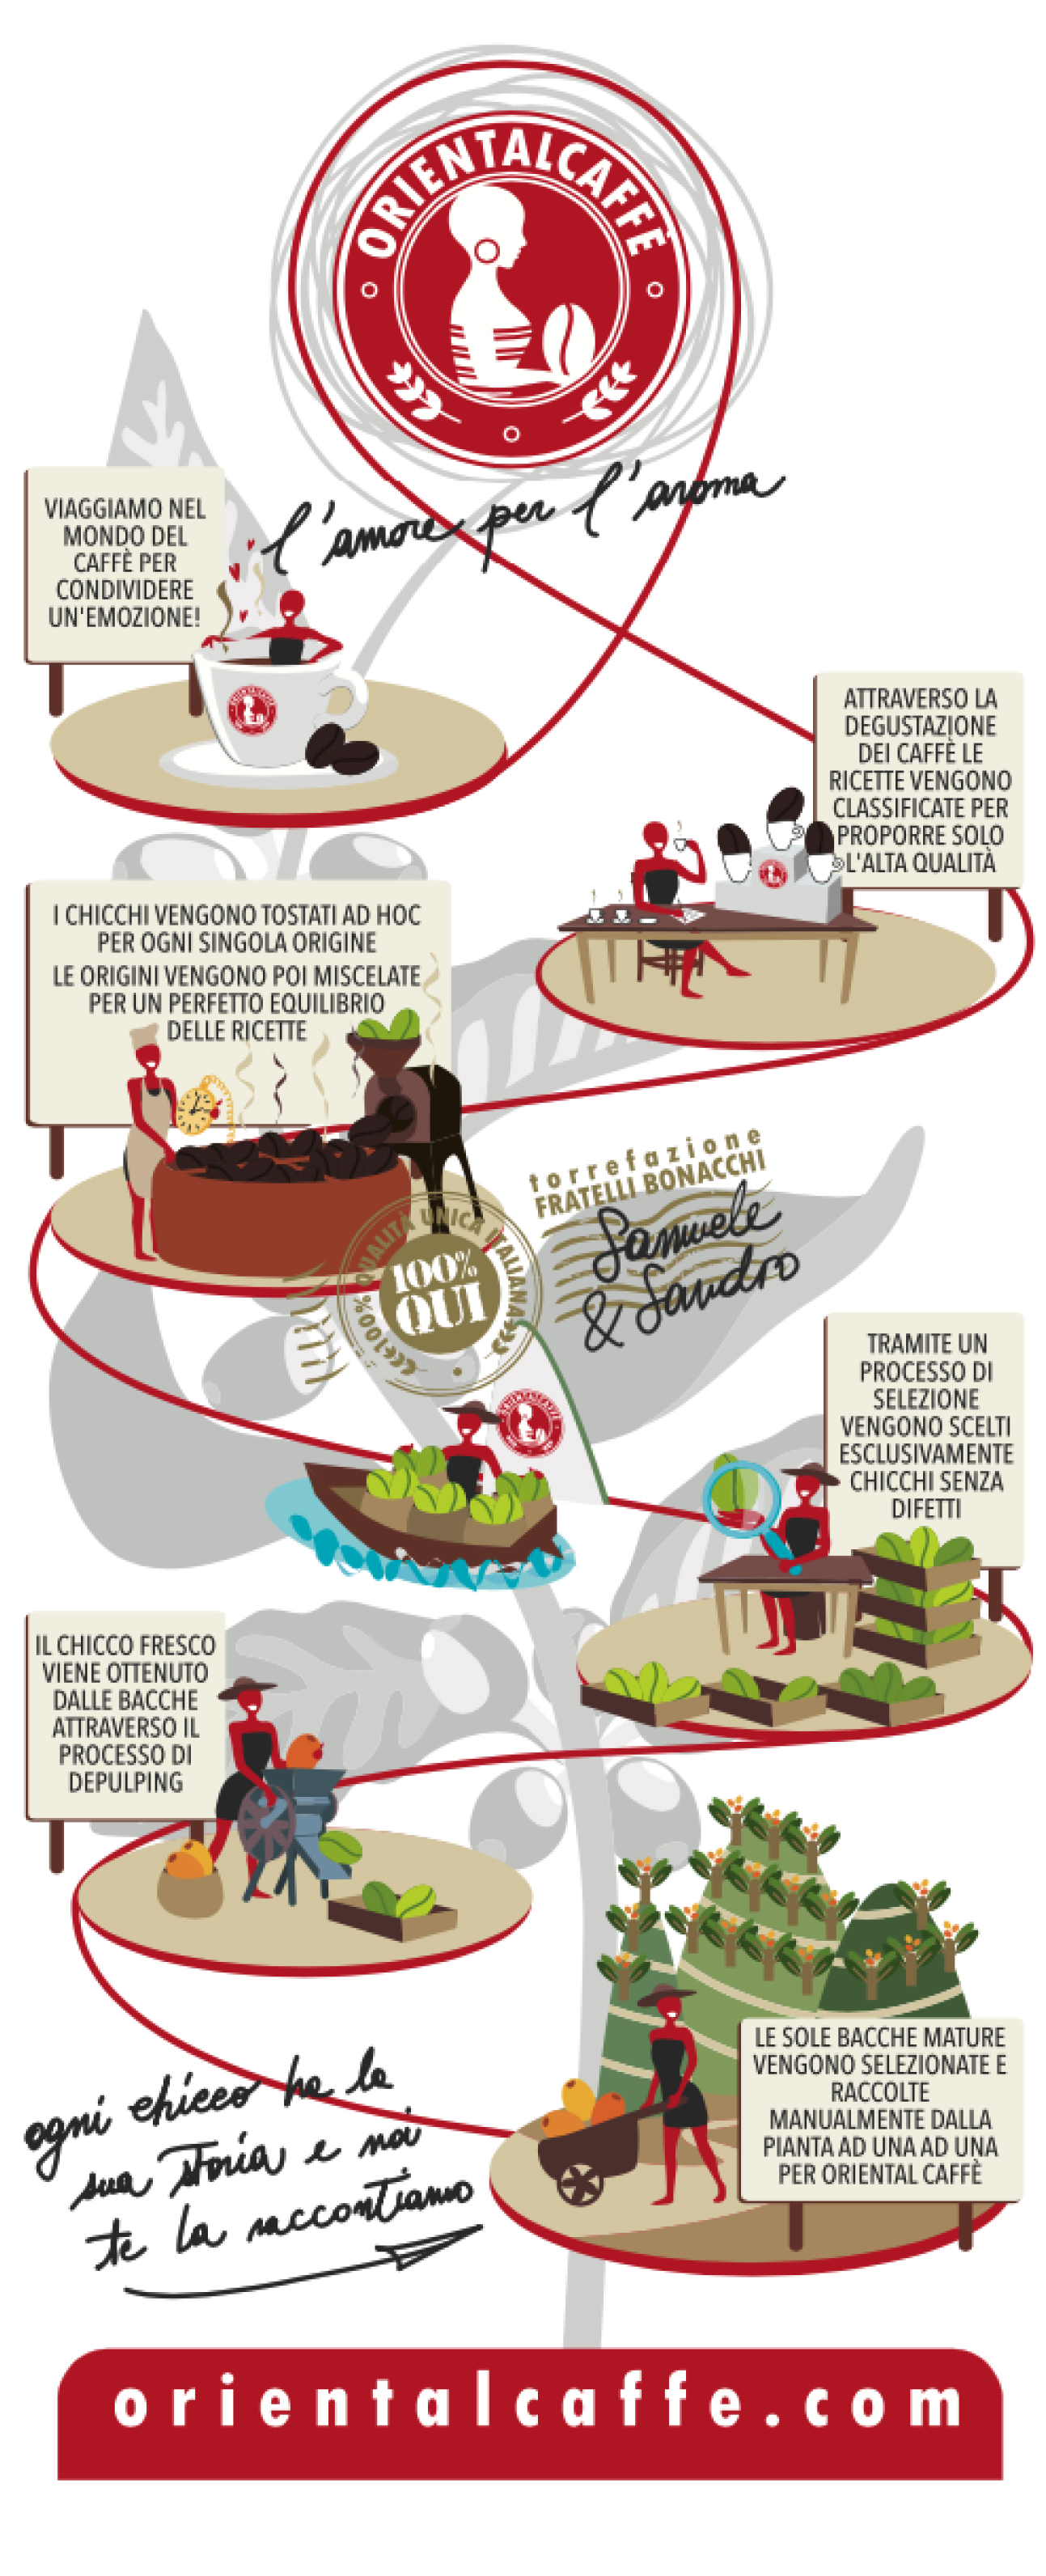 ORIENTALCAFFÈ
l'amore per l'aroma
VIAGGIAMO NEL
MONDO DEL
CAFFÈ PER
CONDIVIDERE
UN'EMOZIONE!
ORIENTALCAFFÈ
ATTRAVERSO LA
DEGUSTAZIONE
DEI CAFFÈ LE
RICETTE VENGONO
CLASSIFICATE PER
PROPORRE SOLO
L'ALTA QUALITÀ
I CHICCHI VENGONO TOSTATI AD HOC
PER OGNI SINGOLA ORIGINE
LE ORIGINI VENGONO POI MISCELATE
PER UN PERFETTO EQUILIBRIO
DELLE RICETTE
torrefazione
FRATELLI BONACCHI
Samuele
& Sandro
100% QUALITÀ UNICA ITALIANA
100%
QUI
ORIENTALCAFFÈ
TRAMITE UN
PROCESSO DI
SELEZIONE
VENGONO SCELTI
ESCLUSIVAMENTE
CHICCHI SENZA
DIFETTI
IL CHICCO FRESCO
VIENE OTTENUTO
DALLE BACCHE
ATTRAVERSO IL
PROCESSO DI
DEPULPING
LE SOLE BACCHE MATURE
VENGONO SELEZIONATE E
RACCOLTE
MANUALMENTE DALLA
PIANTA AD UNA AD UNA
PER ORIENTAL CAFFÈ
ogni chicco ha la
sua storia e noi
te la raccontiamo
orientalcaffe.com